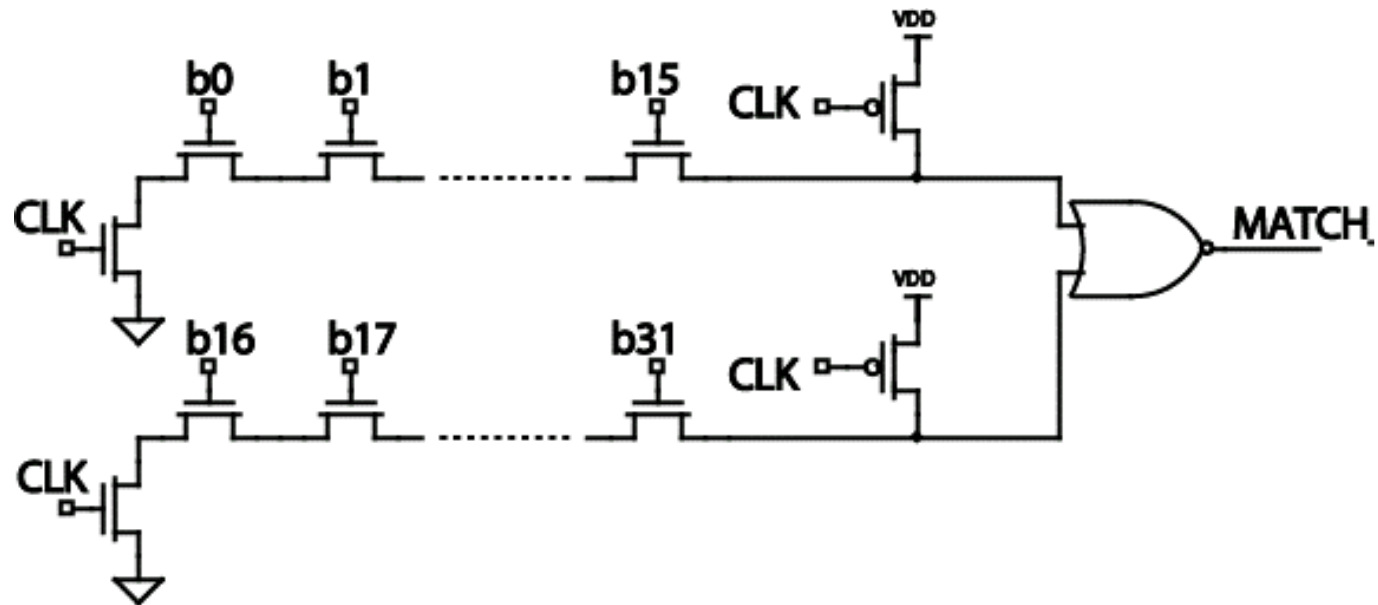 VDD
b0 b1 b15 CLK
CLK MATCH
VDD
b16 b17 b31 CLK
CLK